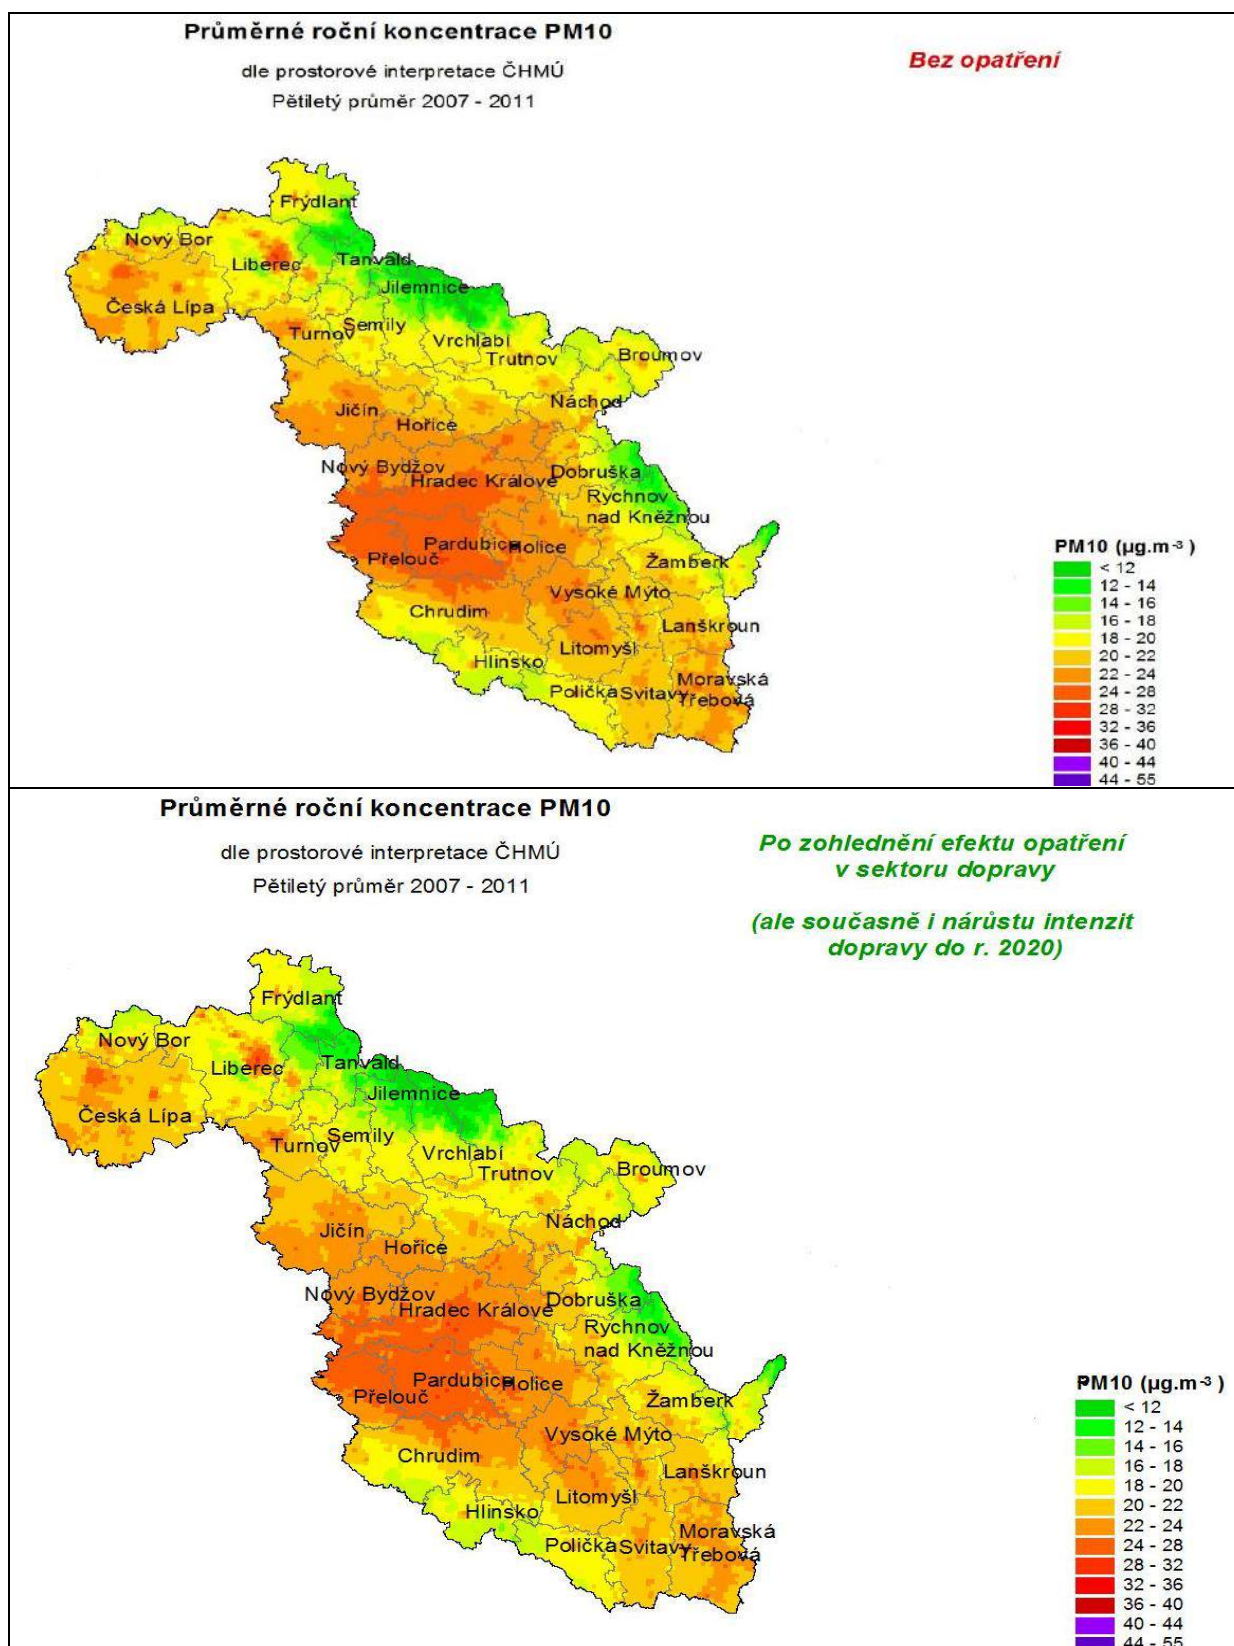 Průměrné roční koncentrace PM10
dle prostorové interpretace ČHMÚ
Pětiletý průměr 2007 - 2011
Bez opatření
Frýdlant
Nový Bor
Liberec
Tanvald
Jilemnice
Česká Lípa
Turnov
Semily
Vrchlabí
Trutnov
Broumov
Jičín
Hořice
Náchod
Nový Bydžov
Hradec Králové
Dobruška
Rychnov
nad Kněžnou
Pardubice
Holice
Přelouč
Žamberk
Vysoké Mýto
Chrudim
Lanškroun
Litomyšl
Hlinsko
Polička
Svitavy
Moravská
Třebová
PM10 (µg.m-3 )
< 12
12 - 14
14 - 16
16 - 18
18 - 20
20 - 22
22 - 24
24 - 28
28 - 32
32 - 36
36 - 40
40 - 44
44 - 55
Průměrné roční koncentrace PM10
dle prostorové interpretace ČHMÚ
Pětiletý průměr 2007 - 2011
Po zohlednění efektu opatření
v sektoru dopravy
(ale současně i nárůstu intenzit
dopravy do r. 2020)
Frýdlant
Nový Bor
Liberec
Tanvald
Jilemnice
Česká Lípa
Turnov
Semily
Vrchlabí
Trutnov
Broumov
Jičín
Hořice
Náchod
Nový Bydžov
Hradec Králové
Dobruška
Rychnov
nad Kněžnou
Pardubice
Holice
Přelouč
Žamberk
Vysoké Mýto
Chrudim
Lanškroun
Litomyšl
Hlinsko
Polička
Svitavy
Moravská
Třebová
PM10 (µg.m-3 )
< 12
12 - 14
14 - 16
16 - 18
18 - 20
20 - 22
22 - 24
24 - 28
28 - 32
32 - 36
36 - 40
40 - 44
44 - 55